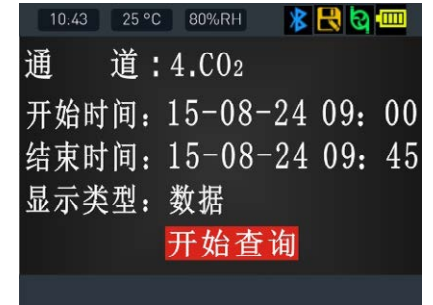 10.43 25 °C 80%RH
通 道：4.CO₂
开始时间：15-08-24 09：00
结束时间：15-08-24 09：45
显示类型：数据
开始查询